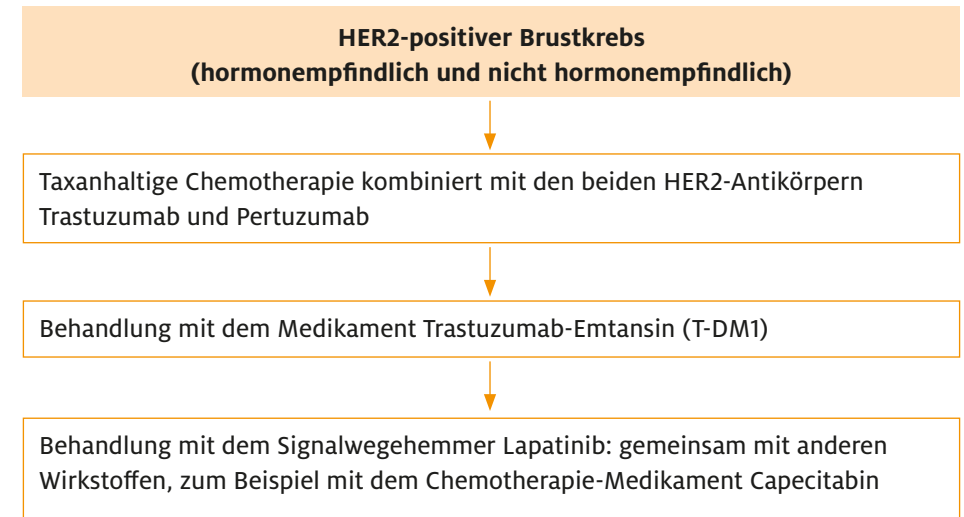 HER2-positiver Brustkrebs
(hormonempfindlich und nicht hormonempfindlich)
Taxanhaltige Chemotherapie kombiniert mit den beiden HER2-Antikörpern
Trastuzumab und Pertuzumab
Behandlung mit dem Medikament Trastuzumab-Emtansin (T-DM1)
Behandlung mit dem Signalwegehemmer Lapatinib: gemeinsam mit anderen
Wirkstoffen, zum Beispiel mit dem Chemotherapie-Medikament Capecitabin